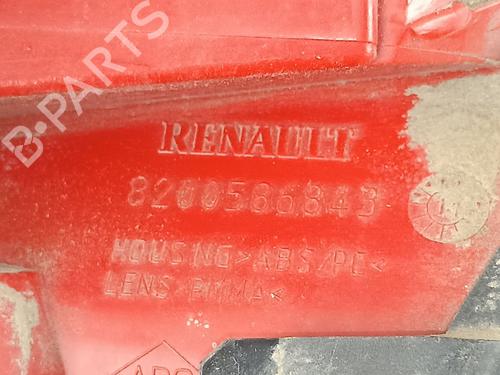 B-PARTS
RENAULT
8200586843
HOUSING>ABS/PC<
LENS>PMMA<